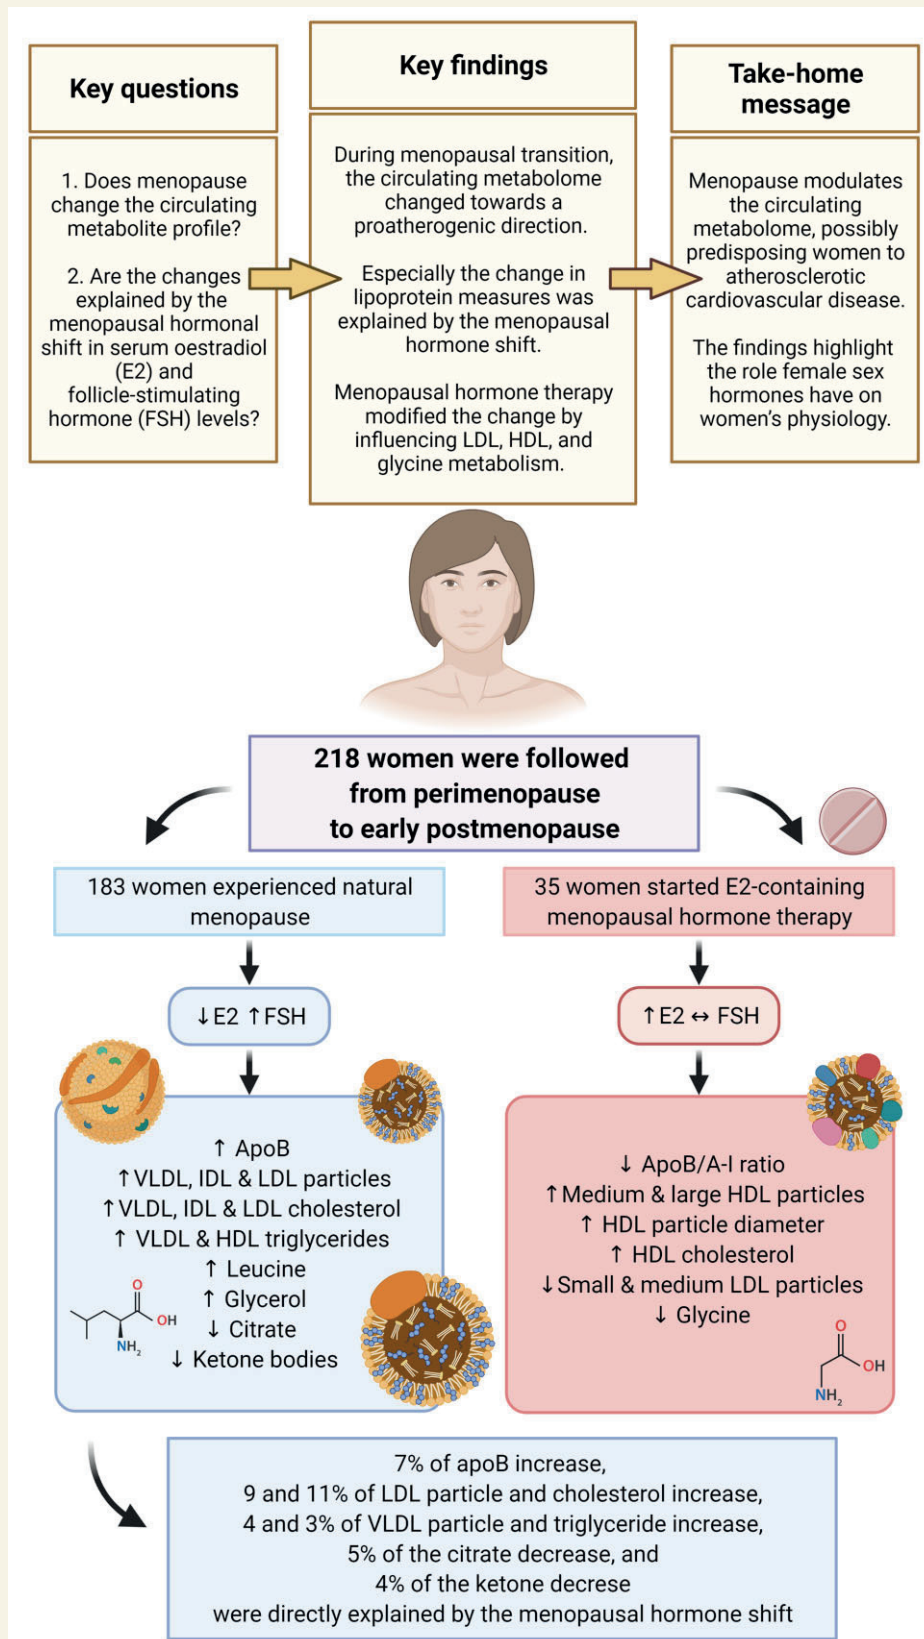 Key questions
1. Does menopause
change the circulating
metabolite profile?
2. Are the changes
explained by the
menopausal hormonal
shift in serum oestradiol
(E2) and
follicle-stimulating
hormone (FSH) levels?
Key findings
During menopausal transition,
the circulating metabolome
changed towards a
proatherogenic direction.
Especially the change in
lipoprotein measures was
explained by the menopausal
hormone shift.
Menopausal hormone therapy
modified the change by
influencing LDL, HDL, and
glycine metabolism.
Take-home
message
Menopause modulates
the circulating
metabolome, possibly
predisposing women to
atherosclerotic
cardiovascular disease.
The findings highlight
the role female sex
hormones have on
women's physiology.
218 women were followed
from perimenopause
to early postmenopause
183 women experienced natural
menopause
↓E2 ↑FSH
↑ ApoB
↑VLDL, IDL & LDL particles
↑VLDL, IDL & LDL cholesterol
↑ VLDL & HDL triglycerides
↑ Leucine
↑ Glycerol
↓ Citrate
↓ Ketone bodies
O
OH
NH₂
35 women started E2-containing
menopausal hormone therapy
↑E2 ↔ FSH
↓ ApoB/A-I ratio
↑Medium & large HDL particles
↑ HDL particle diameter
↑ HDL cholesterol
↓Small & medium LDL particles
↓ Glycine
O
OH
NH₂
7% of apoB increase,
9 and 11% of LDL particle and cholesterol increase,
4 and 3% of VLDL particle and triglyceride increase,
5% of the citrate decrease, and
4% of the ketone decrese
were directly explained by the menopausal hormone shift